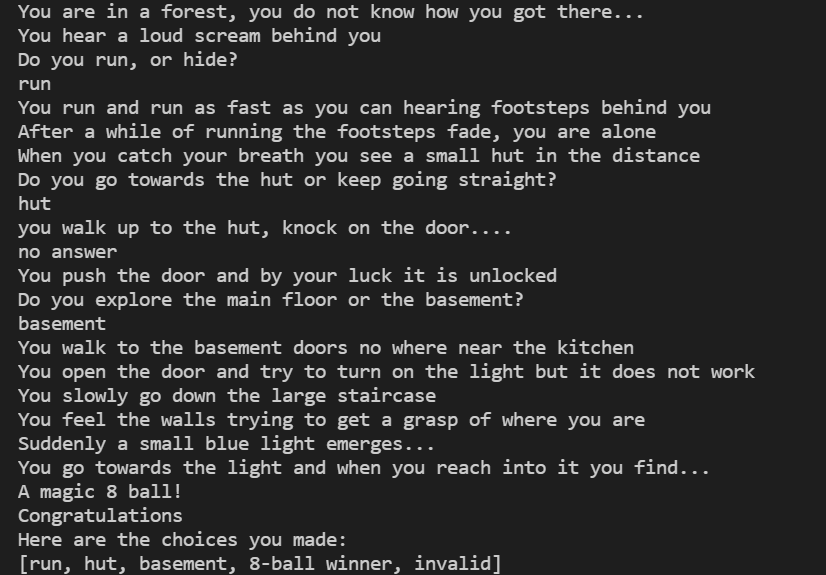 You are in a forest, you do not know how you got there...
You hear a loud scream behind you
Do you run, or hide?
run
You run and run as fast as you can hearing footsteps behind you
After a while of running the footsteps fade, you are alone
When you catch your breath you see a small hut in the distance
Do you go towards the hut or keep going straight?
hut
you walk up to the hut, knock on the door....
no answer
You push the door and by your luck it is unlocked
Do you explore the main floor or the basement?
basement
You walk to the basement doors no where near the kitchen
You open the door and try to turn on the light but it does not work
You slowly go down the large staircase
You feel the walls trying to get a grasp of where you are
Suddenly a small blue light emerges...
You go towards the light and when you reach into it you find...
A magic 8 ball!
Congratulations
Here are the choices you made:
[run, hut, basement, 8-ball winner, invalid]